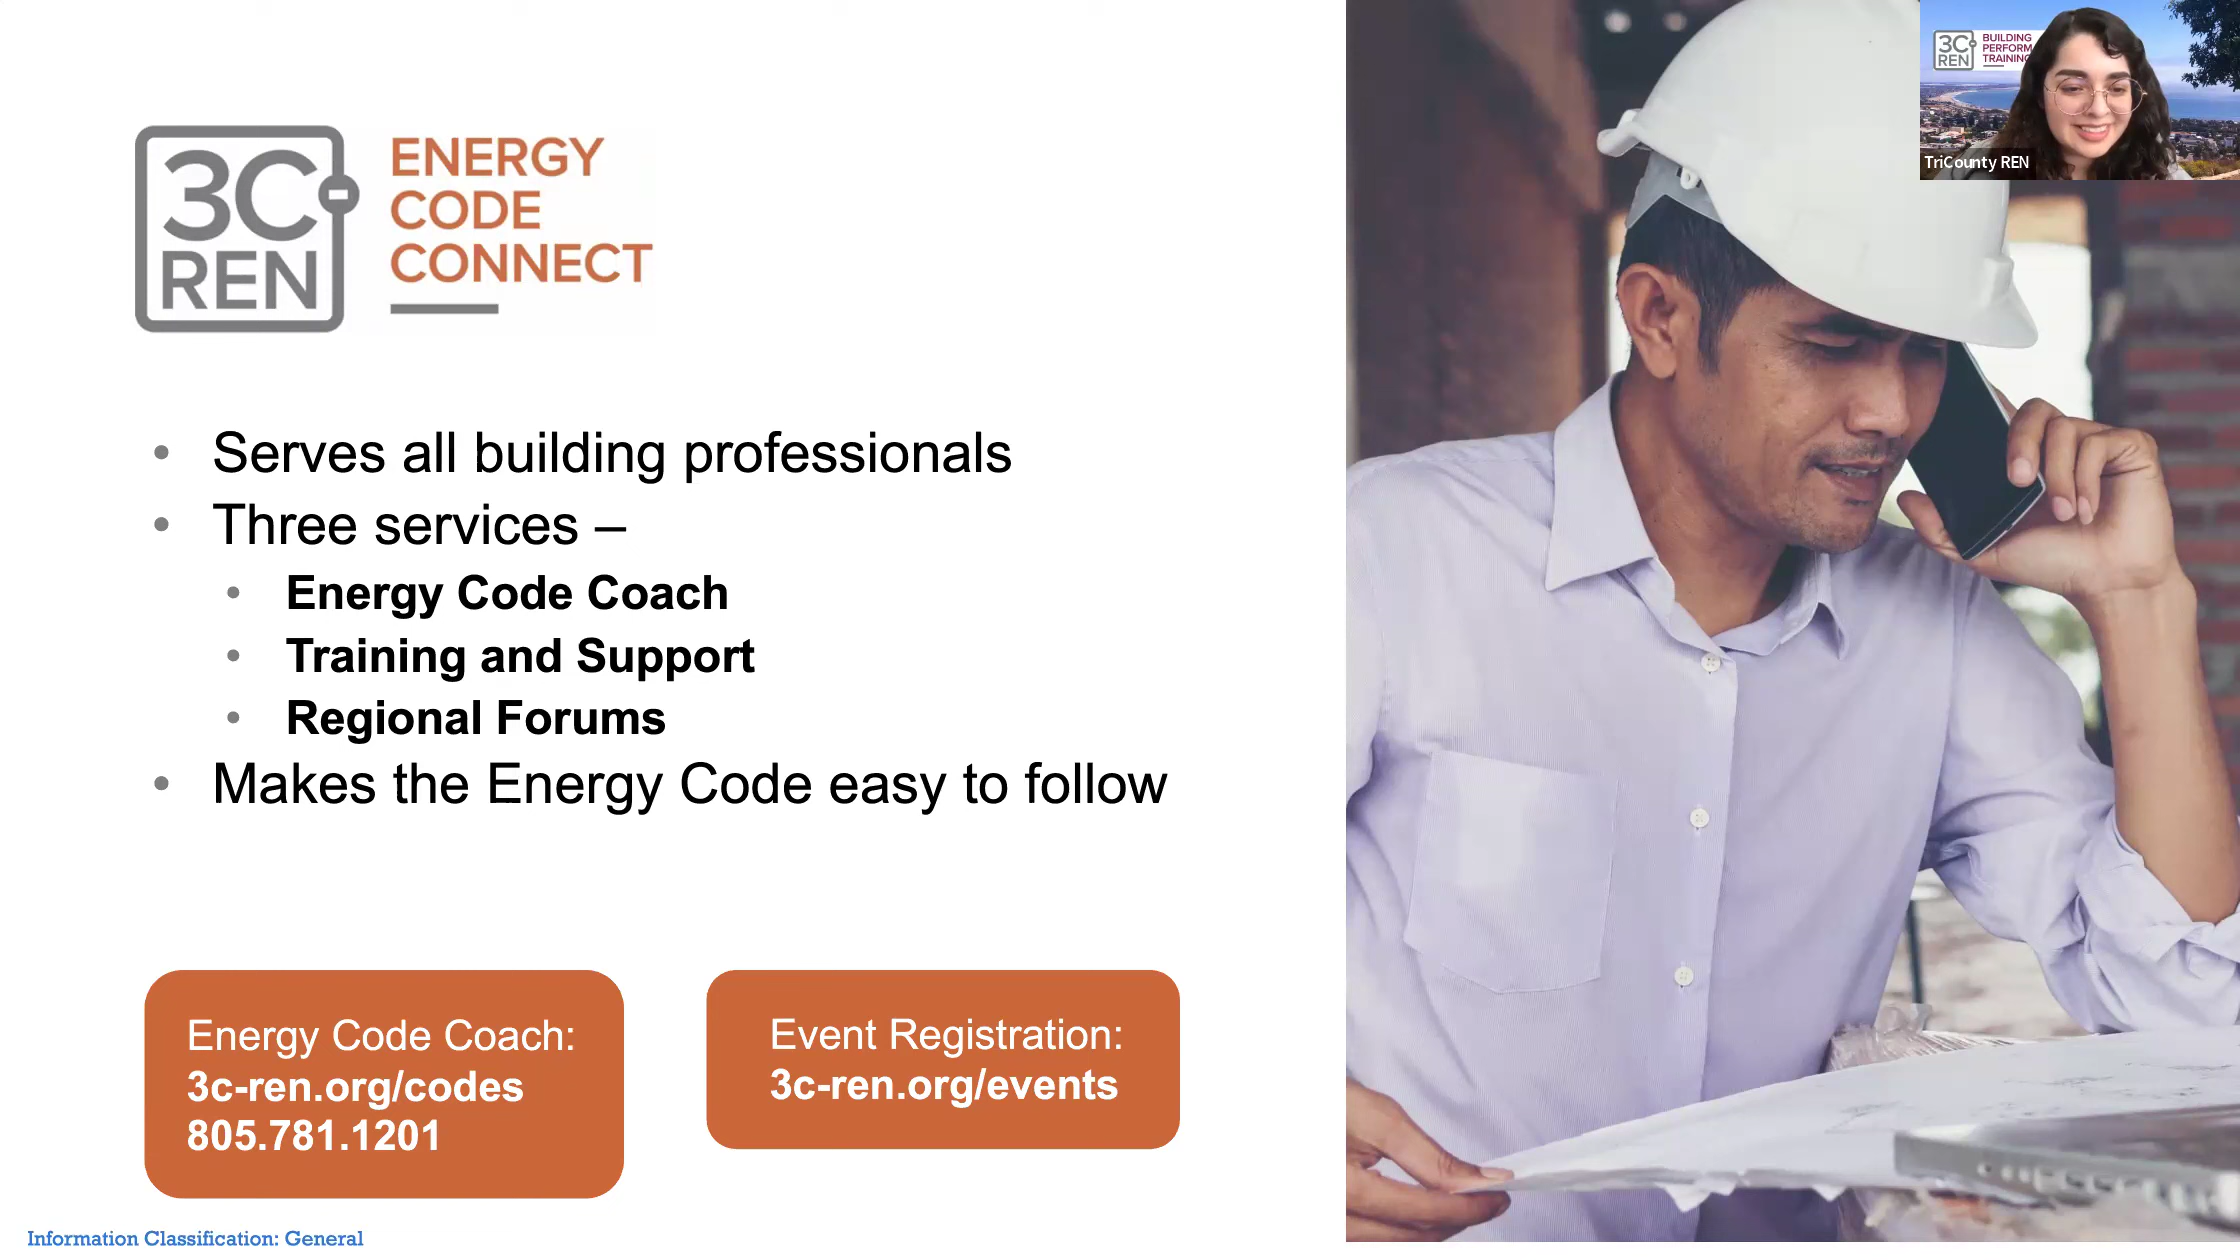 3C
REN
ENERGY
CODE
CONNECT
• Serves all building professionals
• Three services –
• Energy Code Coach
• Training and Support
• Regional Forums
• Makes the Energy Code easy to follow
Energy Code Coach:
3c-ren.org/codes
805.781.1201
Event Registration:
3c-ren.org/events
Information Classification: General
3C
REN
BUILDING
PERFORM
TRAINING
TriCounty REN